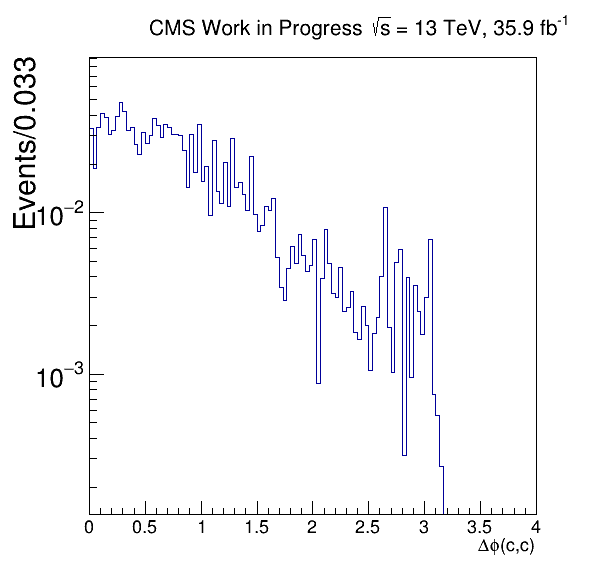 CMS Work in Progress √s = 13 TeV, 35.9 fb⁻¹
Events/0.033
10⁻²
10⁻³
0 0.5 1 1.5 2 2.5 3 3.5 4
Δϕ(c,c)